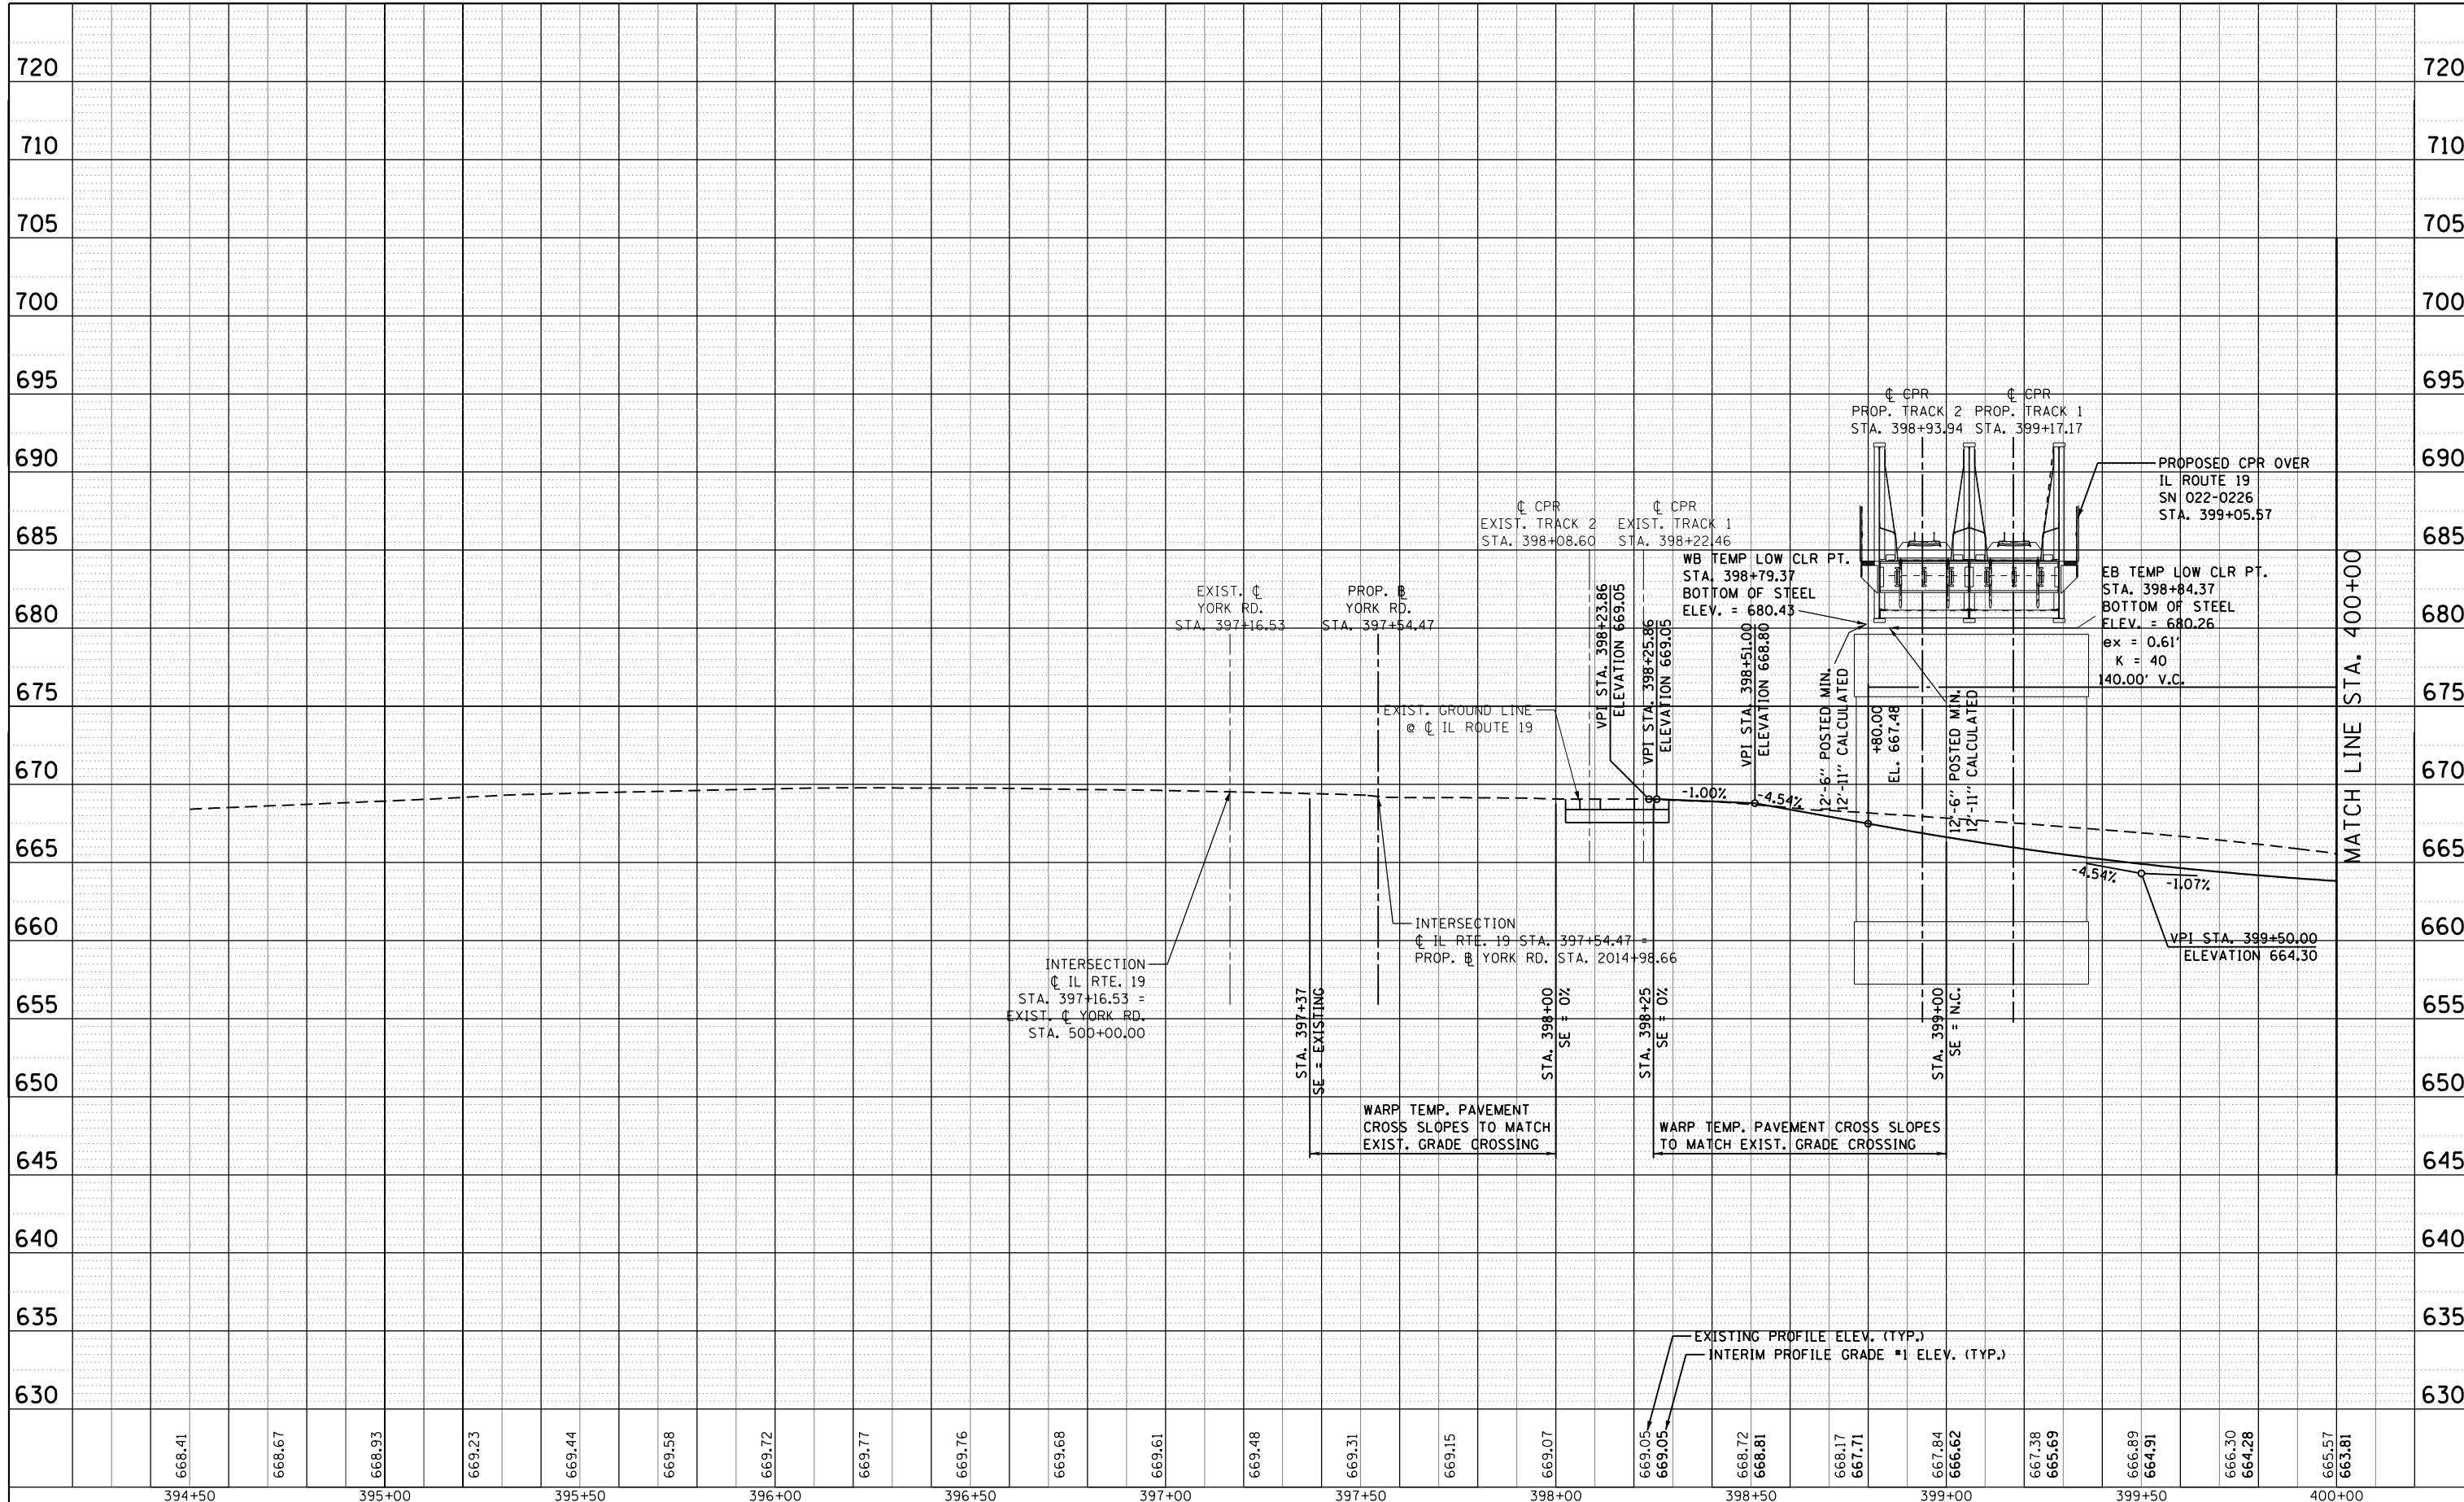 720
720
710
710
705
705
700
700
695
695
690
690
685
685
680
680
675
675
670
670
665
665
660
660
655
655
650
650
645
645
640
640
635
635
630
630
℄ CPR
PROP. TRACK 2
STA. 398+93.94
℄ CPR
PROP. TRACK 1
STA. 399+17.17
PROPOSED CPR OVER
IL ROUTE 19
SN 022-0226
STA. 399+05.57
℄ CPR
EXIST. TRACK 2
STA. 398+08.60
℄ CPR
EXIST. TRACK 1
STA. 398+22.46
WB TEMP LOW CLR PT.
STA. 398+79.37
BOTTOM OF STEEL
ELEV. = 680.43
EB TEMP LOW CLR PT.
STA. 398+84.37
BOTTOM OF STEEL
ELEV. = 680.26
ex = 0.61'
K = 40
140.00' V.C.
MATCH LINE STA. 400+00
EXIST. ℄
YORK RD.
STA. 397+16.53
PROP. B
YORK RD.
STA. 397+54.47
EXIST. GROUND LINE
@ ℄ IL ROUTE 19
VPI STA. 398+23.86
ELEVATION 669.05
VPI STA. 398+25.86
ELEVATION 669.05
VPI STA. 398+51.00
ELEVATION 668.80
12'-6" POSTED MIN.
12'-11" CALCULATED
+80.00
EL. 667.48
12'-6" POSTED MIN.
12'-11" CALCULATED
-1.00%
-4.54%
-4.54%
-1.07%
VPI STA. 399+50.00
ELEVATION 664.30
INTERSECTION
℄ IL RTE. 19 STA. 397+54.47 =
PROP. B YORK RD. STA. 2014+98.66
INTERSECTION
℄ IL RTE. 19
STA. 397+16.53 =
EXIST. ℄ YORK RD.
STA. 500+00.00
STA. 397+37
SE = EXISTING
STA. 398+00
SE = 0%
STA. 398+25
SE = 0%
STA. 399+00
SE = N.C.
WARP TEMP. PAVEMENT
CROSS SLOPES TO MATCH
EXIST. GRADE CROSSING
WARP TEMP. PAVEMENT CROSS SLOPES
TO MATCH EXIST. GRADE CROSSING
EXISTING PROFILE ELEV. (TYP.)
INTERIM PROFILE GRADE #1 ELEV. (TYP.)
668.41
668.67
668.93
669.23
669.44
669.58
669.72
669.77
669.76
669.68
669.61
669.48
669.31
669.15
669.07
669.05
669.05
668.72
668.81
668.17
667.71
667.84
666.62
667.38
665.69
666.89
664.91
666.30
664.28
665.57
663.81
394+50
395+00
395+50
396+00
396+50
397+00
397+50
398+00
398+50
399+00
399+50
400+00